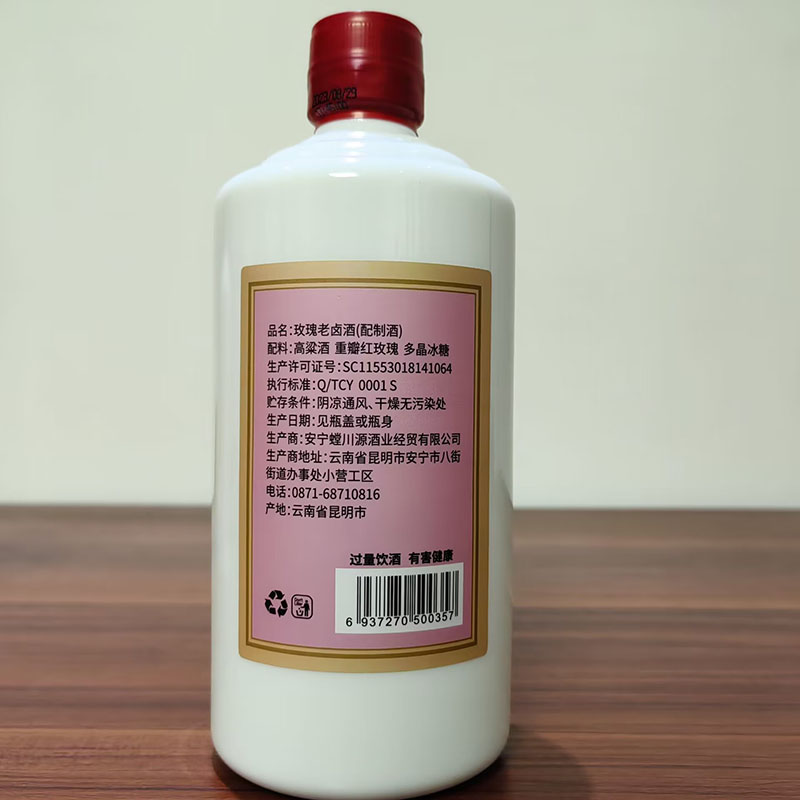 /08/29
品名:玫瑰老卤酒(配制酒)
配料:高粱酒 重瓣红玫瑰 多晶冰糖
生产许可证号:SC11553018141064
执行标准:Q/TCY 0001 S
贮存条件:阴凉通风、干燥无污染处
生产日期:见瓶盖或瓶身
生产商:安宁螳川源酒业经贸有限公司
生产商地址:云南省昆明市安宁市八街
街道办事处小营工区
电话:0871-68710816
产地:云南省昆明市
过量饮酒 有害健康
6 937270 500357